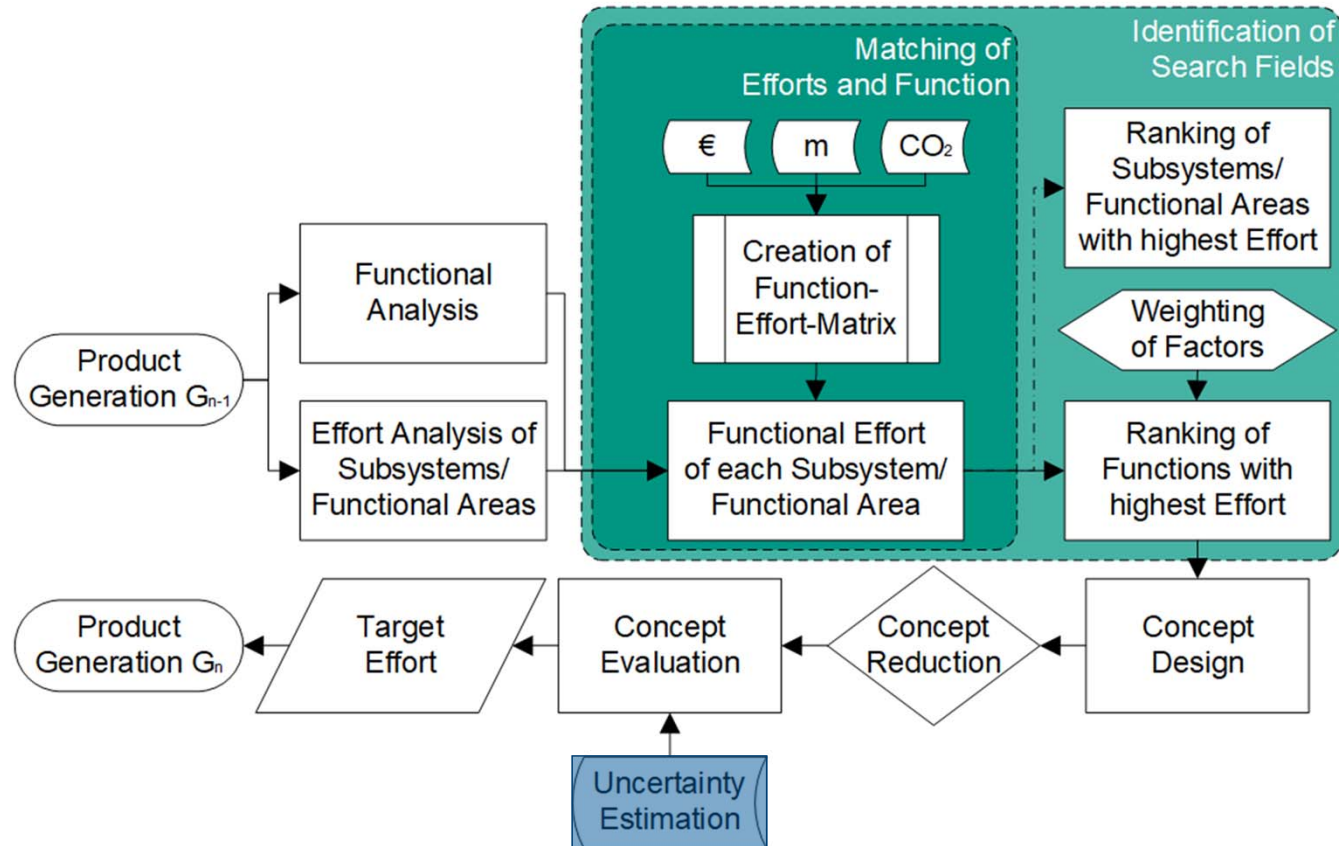 Identification of
Search Fields
Matching of
Efforts and Function
€
m
CO₂
Ranking of
Subsystems/
Functional Areas
with highest Effort
Creation of
Function-
Effort-Matrix
Functional
Analysis
Weighting
of Factors
Product
Generation Gₙ₋₁
Effort Analysis of
Subsystems/
Functional Areas
Functional Effort
of each Subsystem/
Functional Area
Ranking of
Functions with
highest Effort
Product
Generation Gₙ
Target
Effort
Concept
Evaluation
Concept
Reduction
Concept
Design
Uncertainty
Estimation